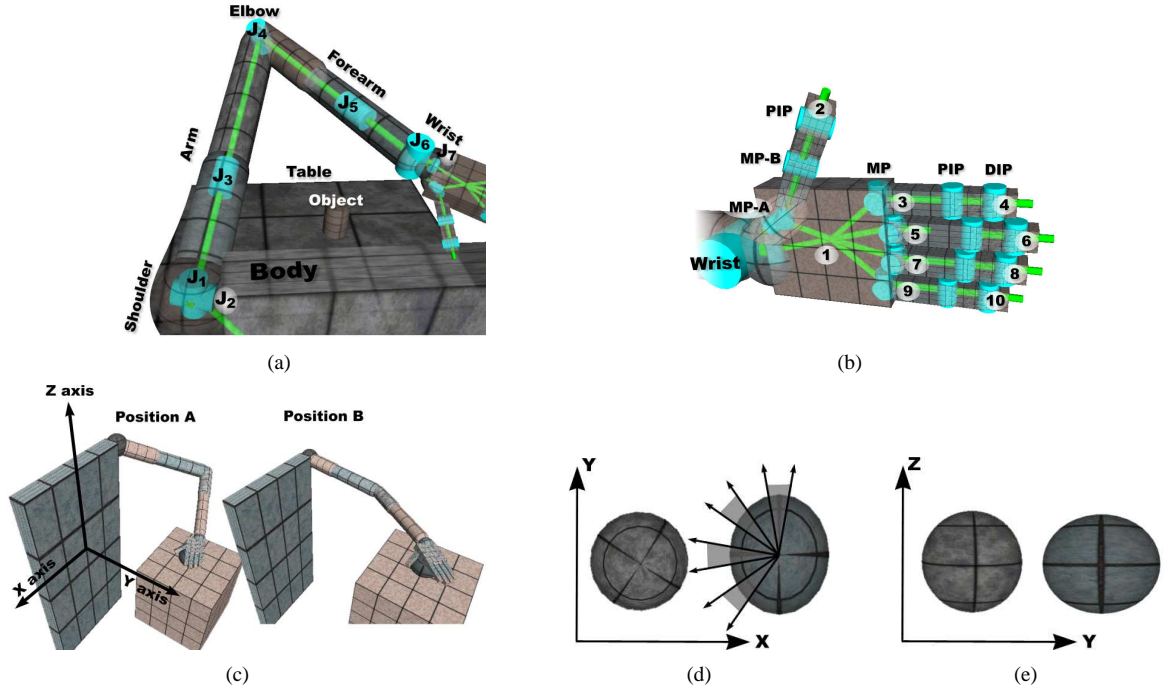 Elbow
J4
Forearm
J5
Wrist
J6
J7
Arm
J3
Table
Object
Body
J1
J2
Shoulder
(a)
PIP
2
MP-B
MP
PIP
DIP
MP-A
3
4
5
6
1
7
8
Wrist
9
10
(b)
Z axis
Position A
Position B
X axis
Y axis
(c)
Y
X
(d)
Z
Y
(e)